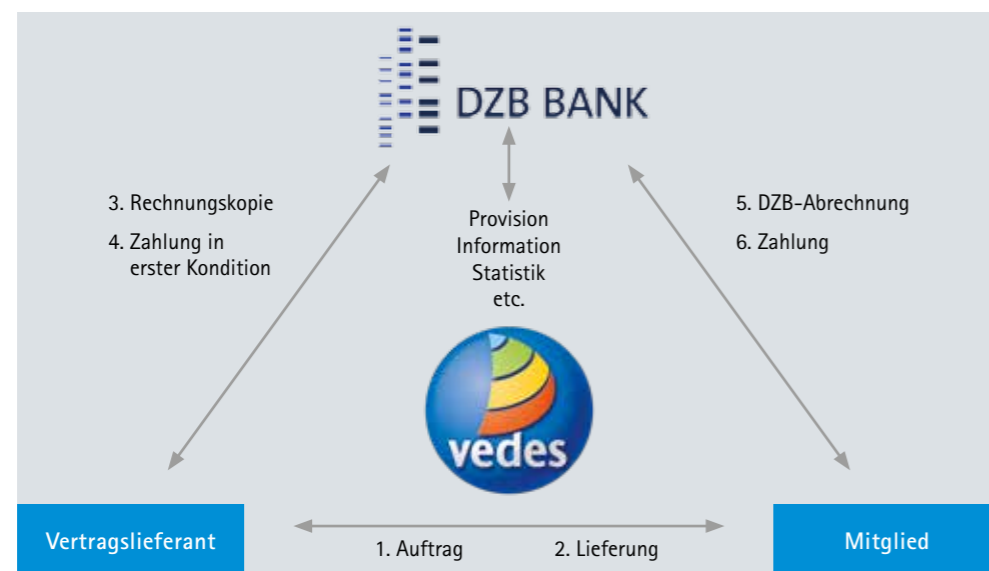 DZB BANK
3. Rechnungskopie
4. Zahlung in
erster Kondition
Provision
Information
Statistik
etc.
5. DZB-Abrechnung
6. Zahlung
vedes
Vertragslieferant
1. Auftrag
2. Lieferung
Mitglied